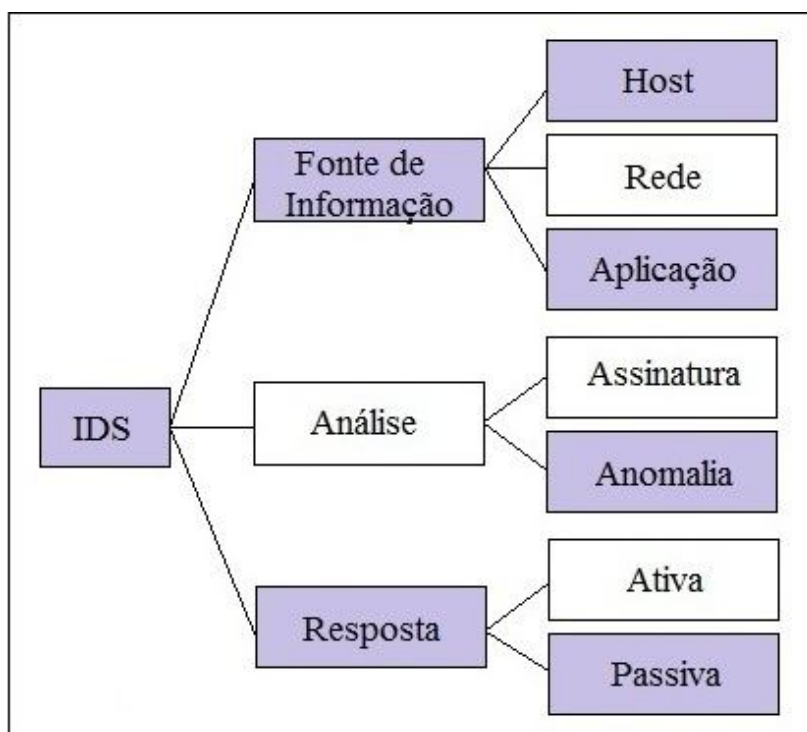 Host
Fonte de
Informação
Rede
Aplicação
Assinatura
IDS
Análise
Anomalia
Ativa
Resposta
Passiva